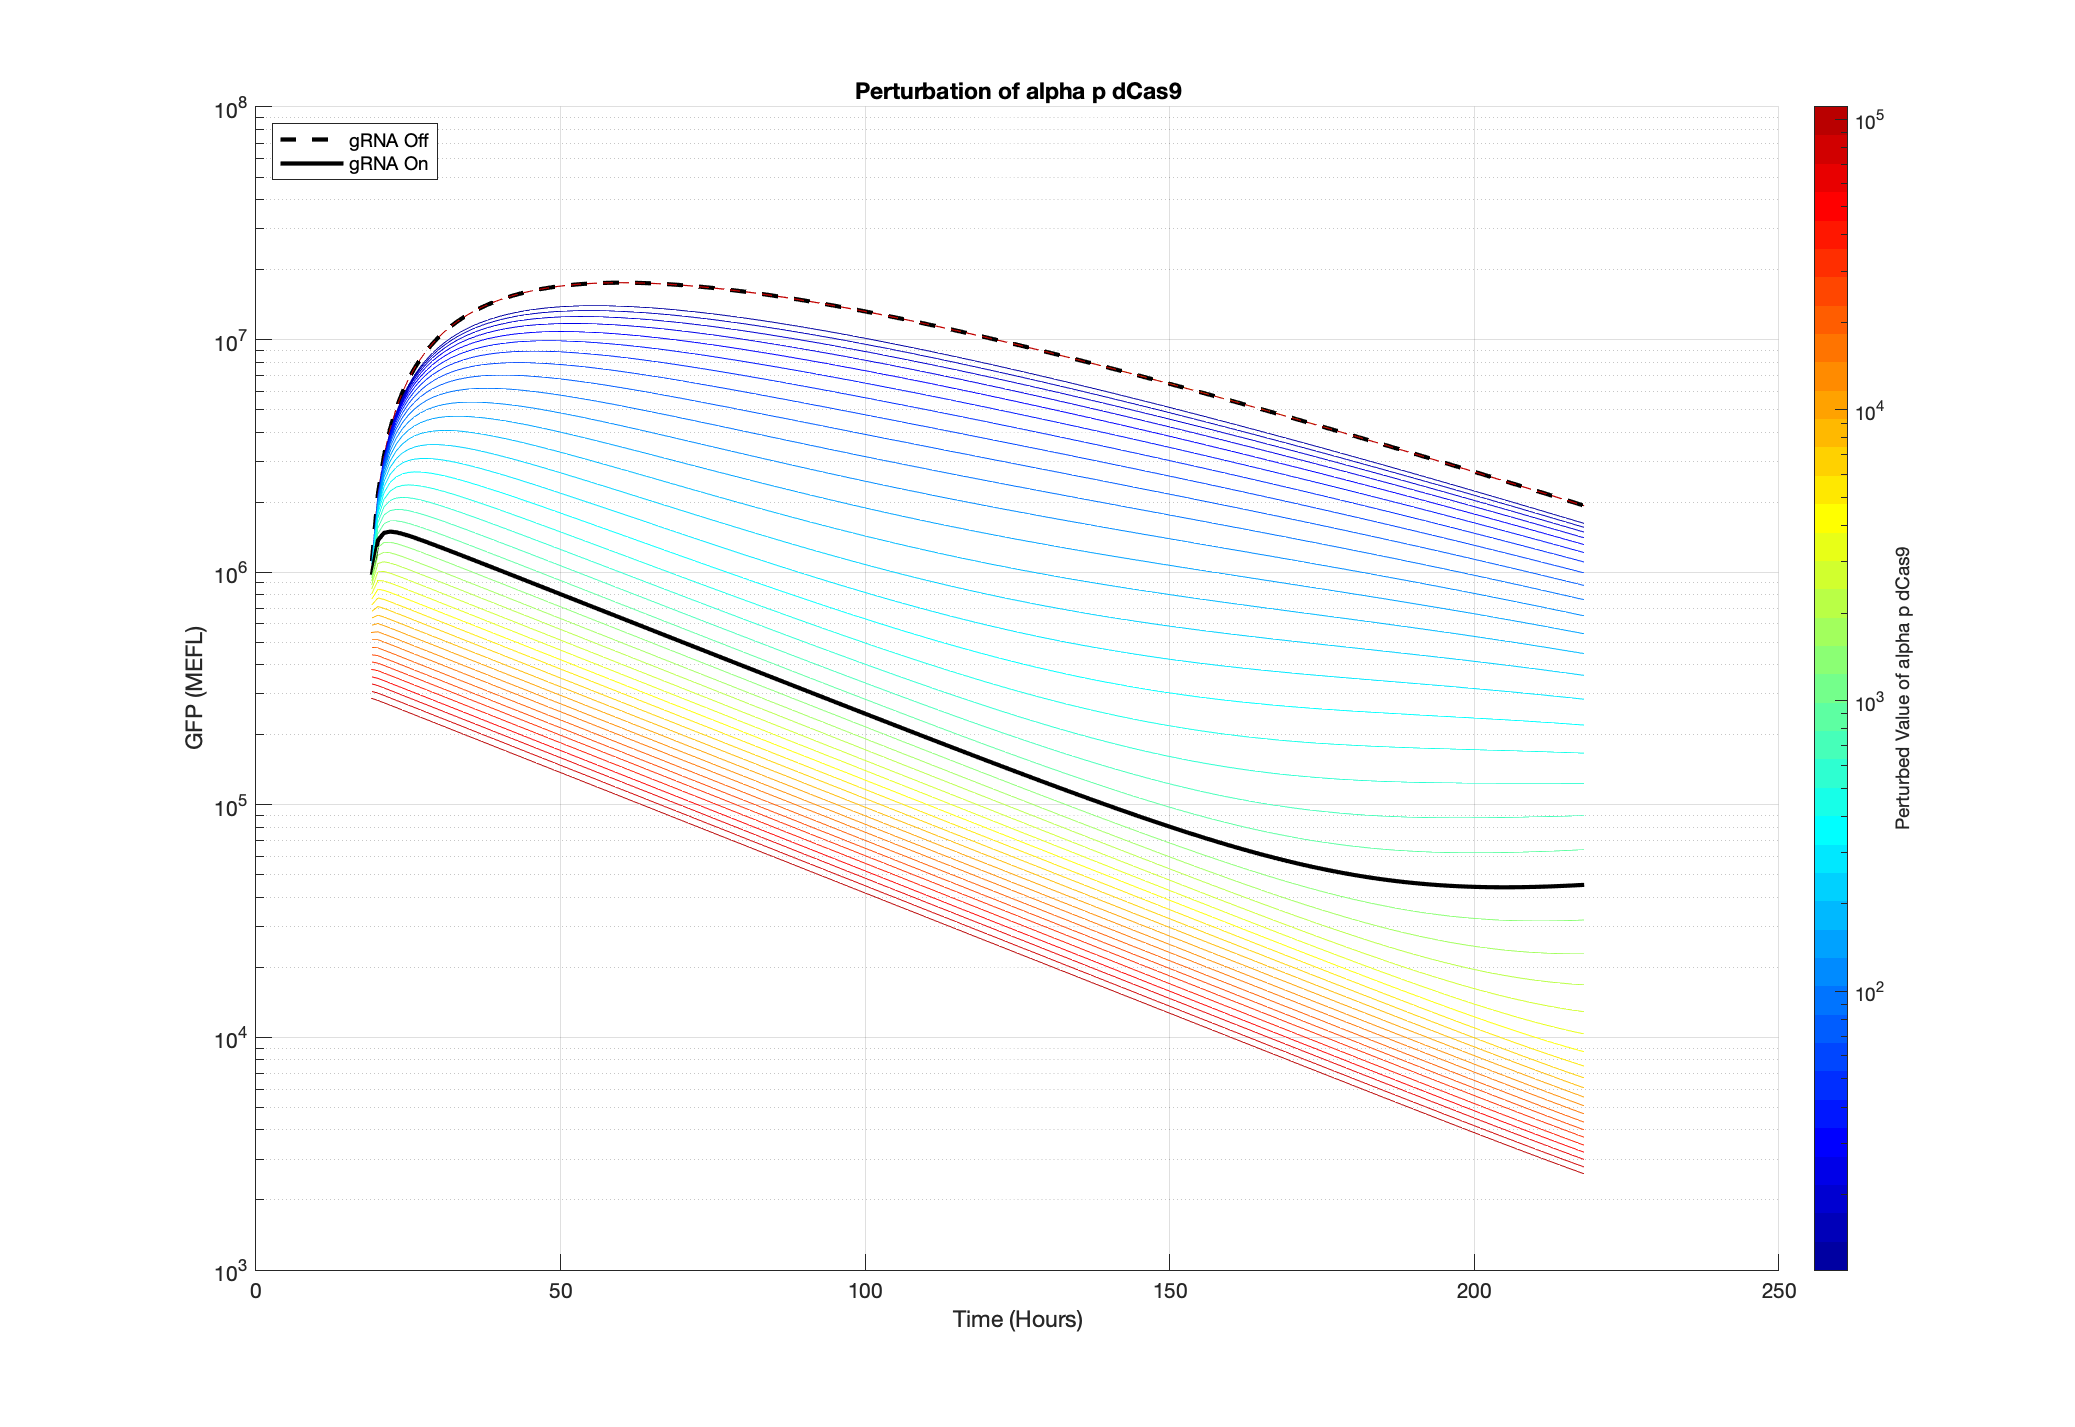 Perturbation of alpha p dCas9
gRNA Off
gRNA On
10^8
10^7
10^6
10^5
10^4
10^3
GFP (MEFL)
0 50 100 150 200 250
Time (Hours)
10^5
10^4
10^3
10^2
Perturbed Value of alpha p dCas9